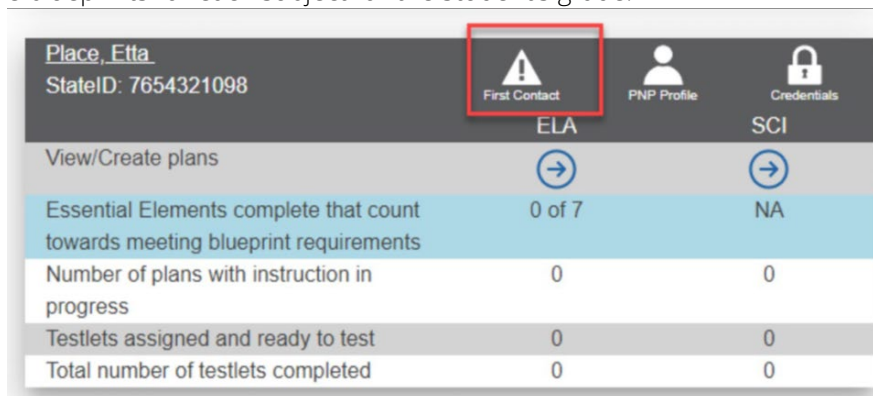 Place, Etta
StateID: 7654321098
First Contact
PNP Profile
Credentials
ELA
SCI
View/Create plans
Essential Elements complete that count
towards meeting blueprint requirements
0 of 7
NA
Number of plans with instruction in
progress
0
0
Testlets assigned and ready to test
0
0
Total number of testlets completed
0
0